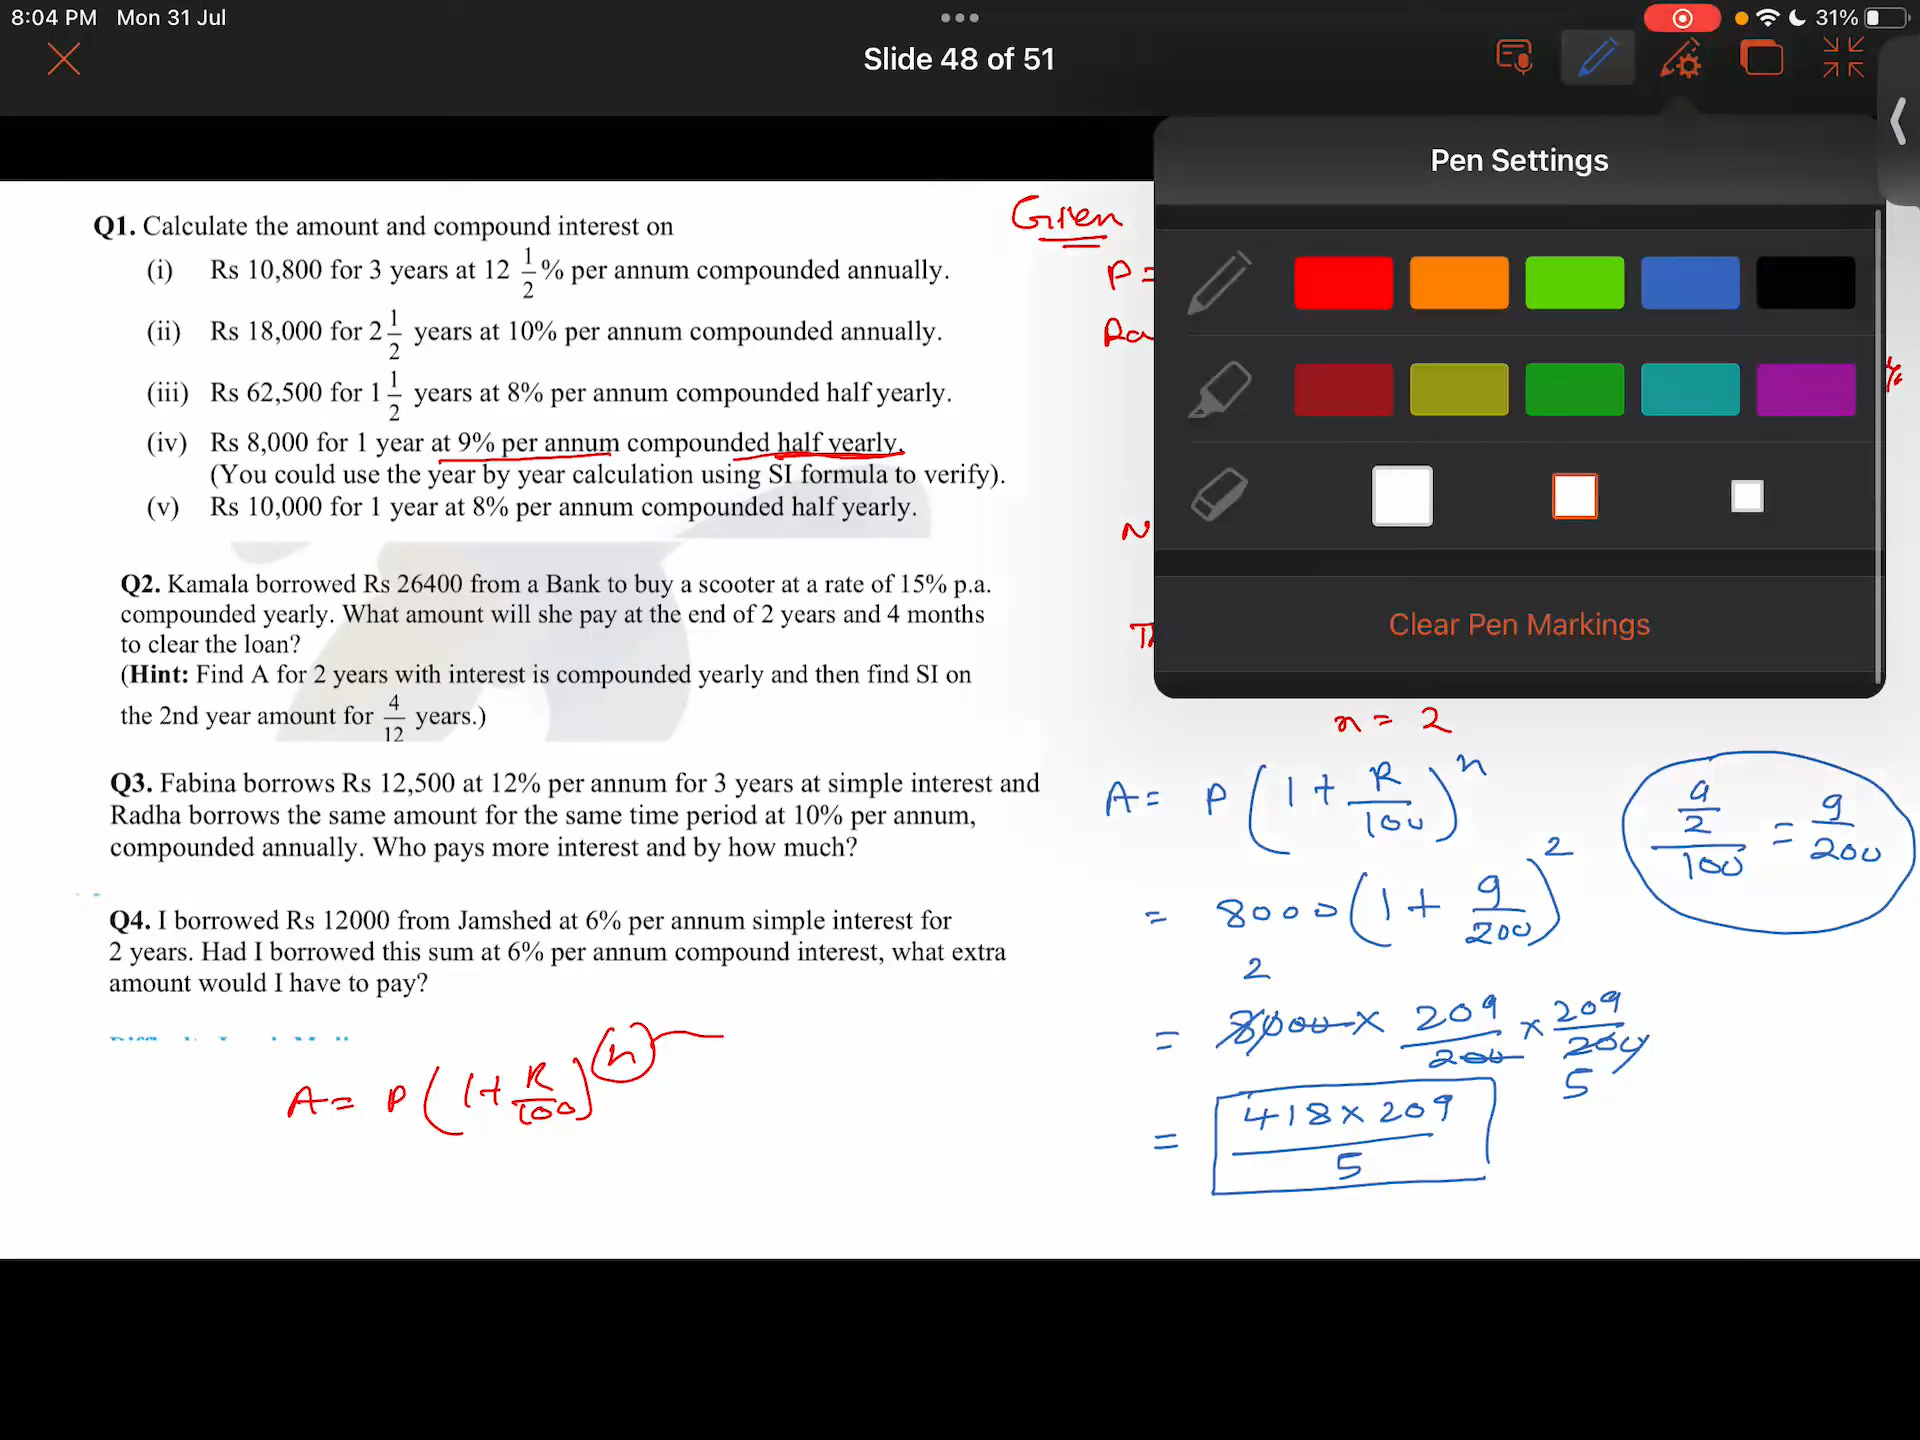 8:04 PM Mon 31 Jul
31%
Slide 48 of 51
Pen Settings
Clear Pen Markings
Q1. Calculate the amount and compound interest on
(i) Rs 10,800 for 3 years at 12 1/2 % per annum compounded annually.
(ii) Rs 18,000 for 2 1/2 years at 10% per annum compounded annually.
(iii) Rs 62,500 for 1 1/2 years at 8% per annum compounded half yearly.
(iv) Rs 8,000 for 1 year at 9% per annum compounded half yearly.
(You could use the year by year calculation using SI formula to verify).
(v) Rs 10,000 for 1 year at 8% per annum compounded half yearly.
Q2. Kamala borrowed Rs 26400 from a Bank to buy a scooter at a rate of 15% p.a.
compounded yearly. What amount will she pay at the end of 2 years and 4 months
to clear the loan?
(Hint: Find A for 2 years with interest is compounded yearly and then find SI on
the 2nd year amount for 4/12 years.)
Q3. Fabina borrows Rs 12,500 at 12% per annum for 3 years at simple interest and
Radha borrows the same amount for the same time period at 10% per annum,
compounded annually. Who pays more interest and by how much?
Q4. I borrowed Rs 12000 from Jamshed at 6% per annum simple interest for
2 years. Had I borrowed this sum at 6% per annum compound interest, what extra
amount would I have to pay?
A = P (1 + R/100)^n
Given
P =
n = 2
A = P (1 + R/100)^n
= 8000 (1 + 9/200)^2
2
= 8000 × 209/200 × 209/200
5
= 418 × 209 / 5
9/2 / 100 = 9/200